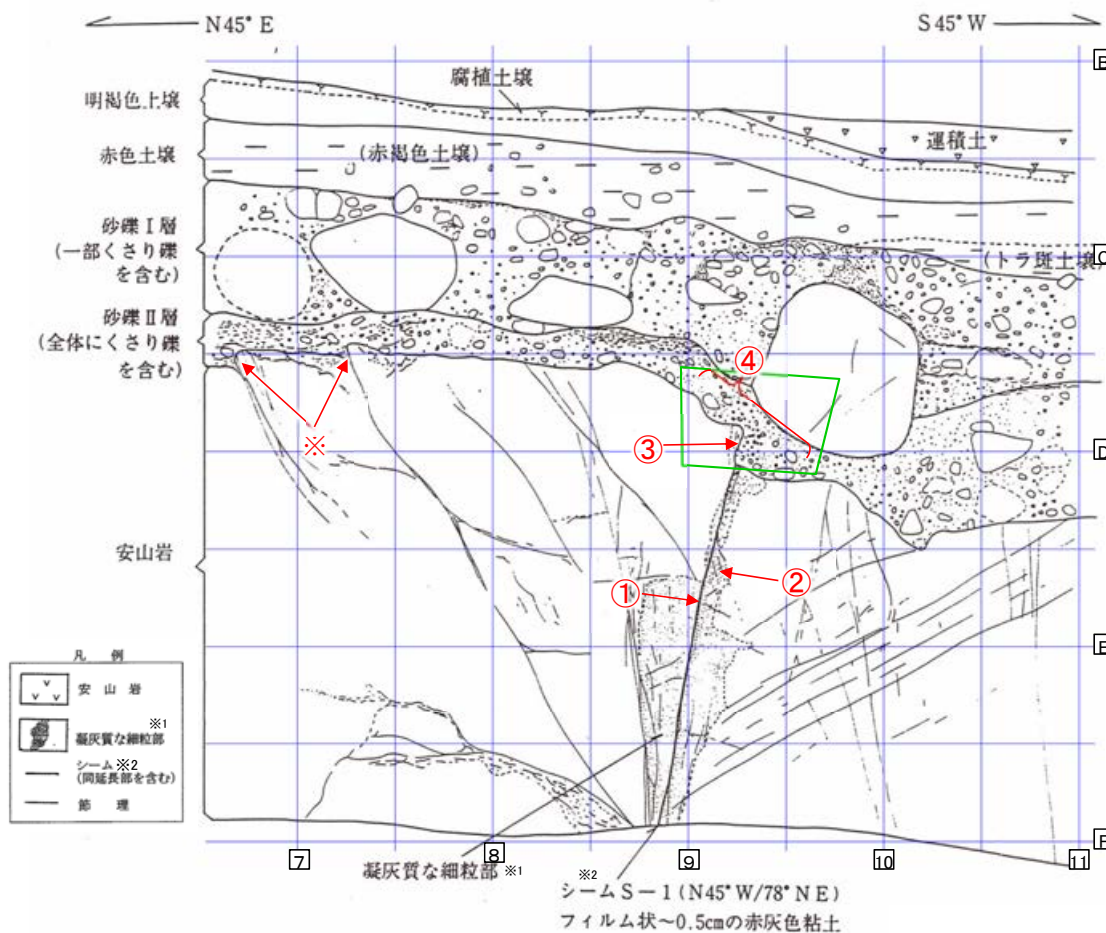 N45°E
S45°W
B
腐植土壌
明褐色土壌
運積土
赤色土壌
(赤褐色土壌)
砂礫Ⅰ層
(一部くさり礫
を含む)
C
(トラ斑土壌)
砂礫Ⅱ層
(全体にくさり礫
を含む)
④
※
③
D
安山岩
①
②
E
凡 例
安 山 岩
凝灰質な細粒部※1
シーム※2
(同延長部を含む)
節 理
F
7
8
9
10
11
凝灰質な細粒部※1
※2
シームS-1(N45°W/78°NE)
フィルム状~0.5cmの赤灰色粘土